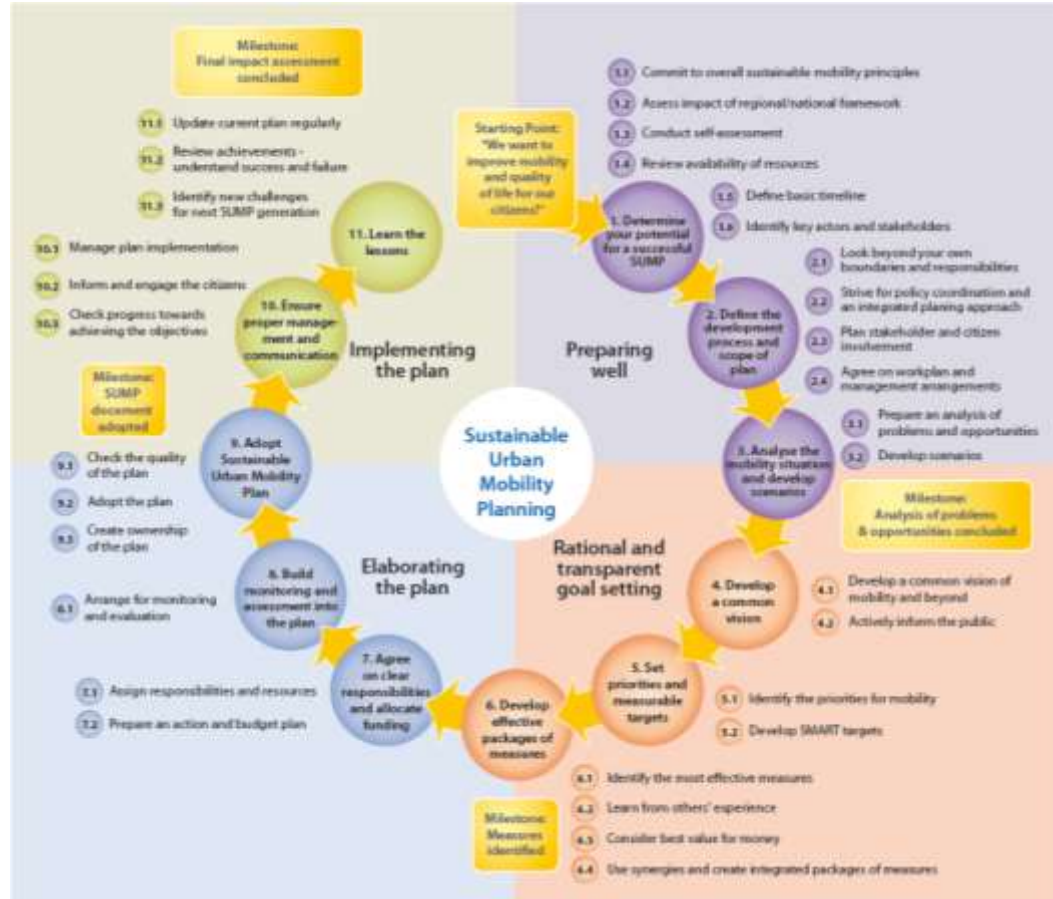 Starting Point:
"We want to
improve mobility
and quality
of life for our
citizens!"
1.1 Commit to overall sustainable mobility principles
1.2 Assess impact of regional/national framework
1.3 Conduct self-assessment
1.4 Review availability of resources
1.5 Define basic timeline
1.6 Identify key actors and stakeholders
1. Determine
your potential
for a successful
SUMP
2.1 Look beyond your own
boundaries and responsibilities
2.2 Strive for policy coordination and
an integrated planing approach
2.3 Plan stakeholder and citizen
involvement
2.4 Agree on workplan and
management arrangements
2. Define the
development
process and
scope of
plan
3.1 Prepare an analysis of
problems and opportunities
3.2 Develop scenarios
3. Analyse the
mobility situation
and develop
scenarios
Preparing
well
Milestone:
Analysis of problems
& opportunities concluded
Rational and
transparent
goal setting
4. Develop
a common
vision
4.1 Develop a common vision of
mobility and beyond
4.2 Actively inform the public
5. Set
priorities and
measurable
targets
5.1 Identify the priorities for mobility
5.2 Develop SMART targets
6. Develop
effective
packages of
measures
6.1 Identify the most effective measures
6.2 Learn from others' experience
6.3 Consider best value for money
6.4 Use synergies and create integrated packages of measures
Milestone:
Measures
identified
Elaborating
the plan
7. Agree
on clear
responsibilities
and allocate
funding
7.1 Assign responsibilities and resources
7.2 Prepare an action and budget plan
8. Build
monitoring and
assessment into
the plan
8.1 Arrange for monitoring
and evaluation
9. Adopt
Sustainable
Urban Mobility
Plan
9.1 Check the quality
of the plan
9.2 Adopt the plan
9.3 Create ownership
of the plan
Milestone:
SUMP
document
adopted
Implementing
the plan
10. Ensure
proper manage-
ment and
communication
10.1 Manage plan implementation
10.2 Inform and engage the citizens
10.3 Check progress towards
achieving the objectives
11. Learn the
lessons
11.1 Update current plan regularly
11.2 Review achievements -
understand success and failure
11.3 Identify new challenges
for next SUMP generation
Milestone:
Final impact assessment
concluded
Sustainable
Urban
Mobility
Planning